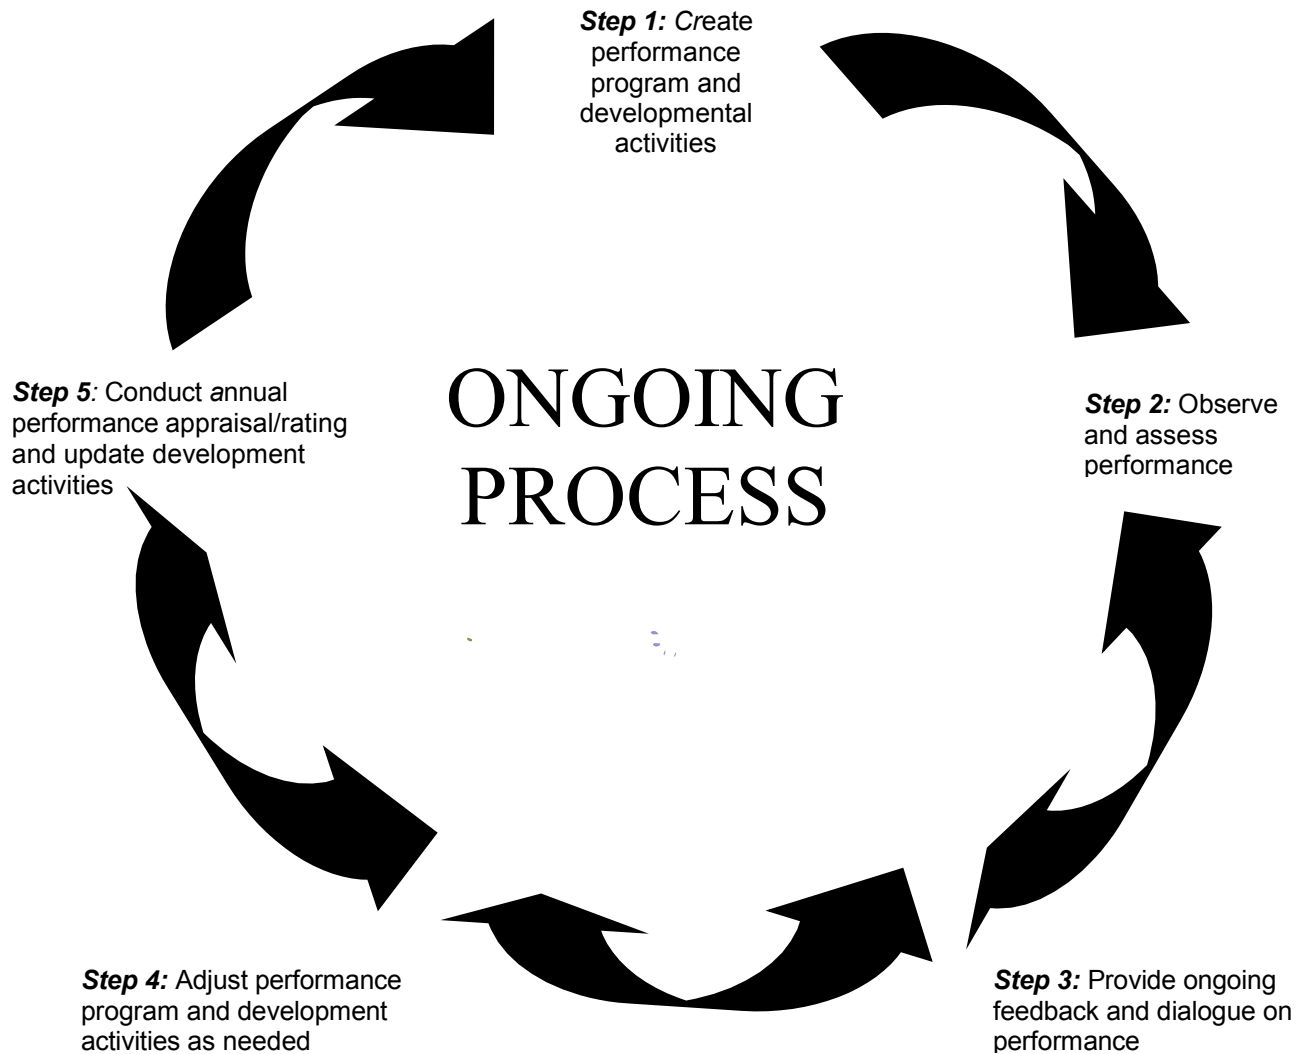 Step 1: Create
performance
program and
developmental
activities
ONGOING
PROCESS
Step 2: Observe
and assess
performance
Step 3: Provide ongoing
feedback and dialogue on
performance
Step 4: Adjust performance
program and development
activities as needed
Step 5: Conduct annual
performance appraisal/rating
and update development
activities